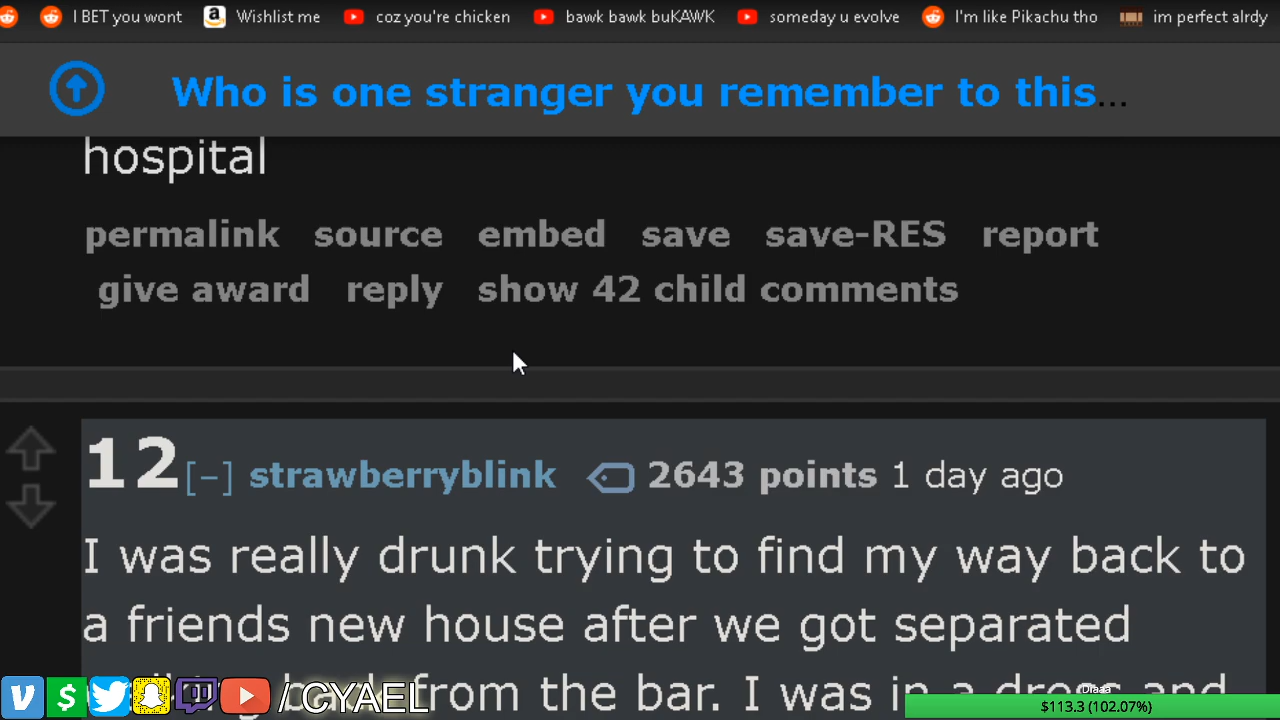 I BET you wont Wishlist me coz you're chicken bawk bawk buKAWK someday u evolve I'm like Pikachu tho im perfect alrdy
Who is one stranger you remember to this...
hospital
permalink source embed save save-RES report
give award reply show 42 child comments
12 [–] strawberryblink 2643 points 1 day ago
I was really drunk trying to find my way back to
a friends new house after we got separated
from the bar. I was in a dress and
/CYAEL
$113.3 (102.07%)